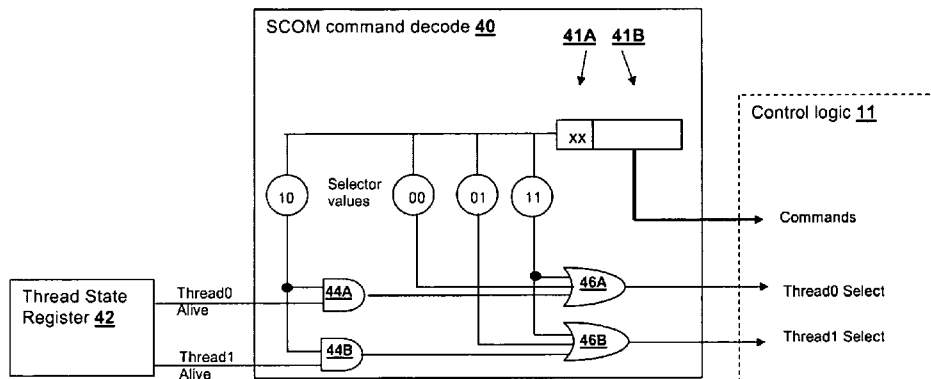 SCOM command decode 40
41A 41B
Control logic 11
xx
10
Selector
values
00
01
11
Commands
Thread State
Register 42
Thread0
Alive
44A
46A
Thread0 Select
Thread1
Alive
44B
46B
Thread1 Select